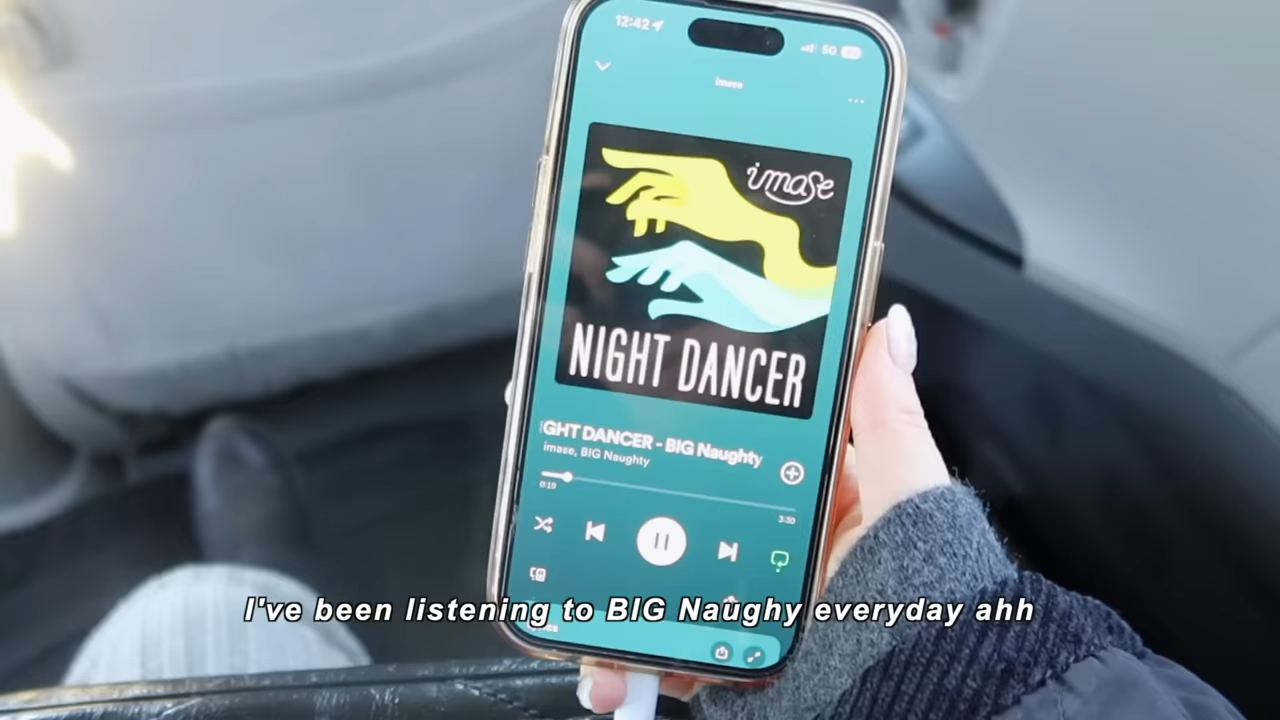 12:42
5G
imase
imase
NIGHT DANCER
GHT DANCER - BIG Naughty
imase, BIG Naughty
0:19
3:30
I've been listening to BIG Naughy everyday ahh